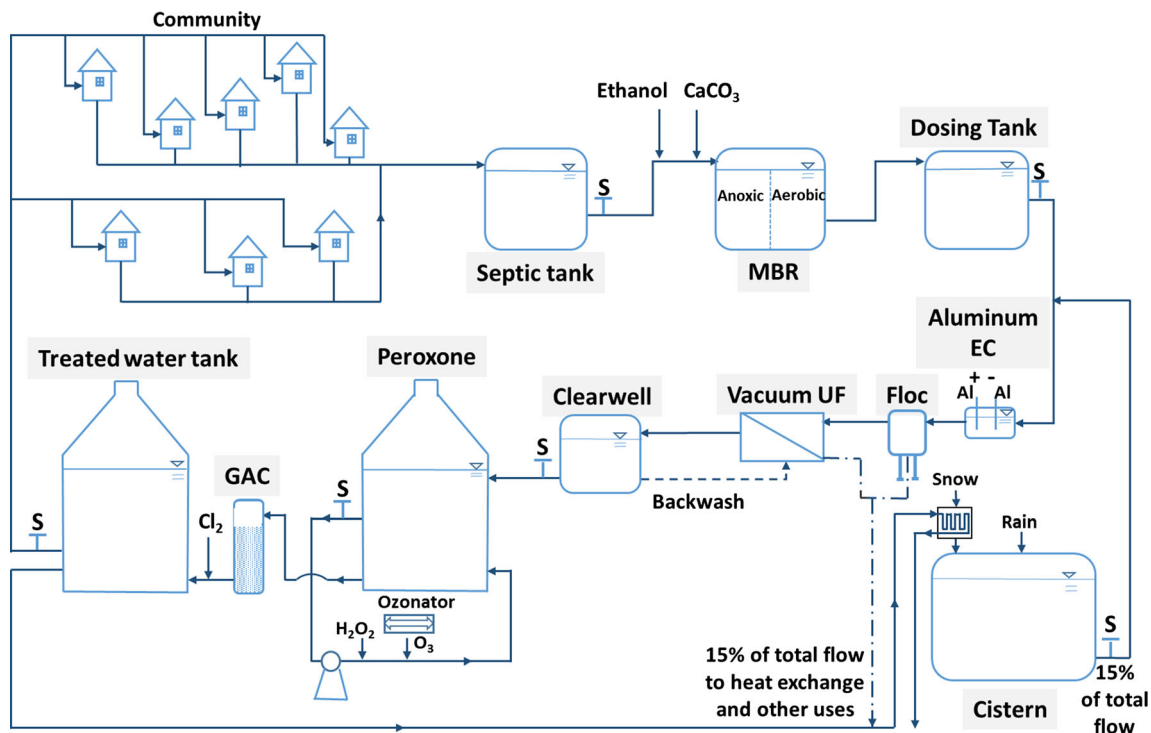 Community
Ethanol
CaCO₃
Dosing Tank
S
S
Anoxic
Aerobic
Septic tank
MBR
Aluminum
EC
+ -
Al Al
Treated water tank
Peroxone
Clearwell
Vacuum UF
Floc
S
GAC
S
Backwash
Snow
S
Cl₂
Rain
Ozonator
H₂O₂
O₃
S
15% of total flow
to heat exchange
and other uses
Cistern
15%
of total
flow